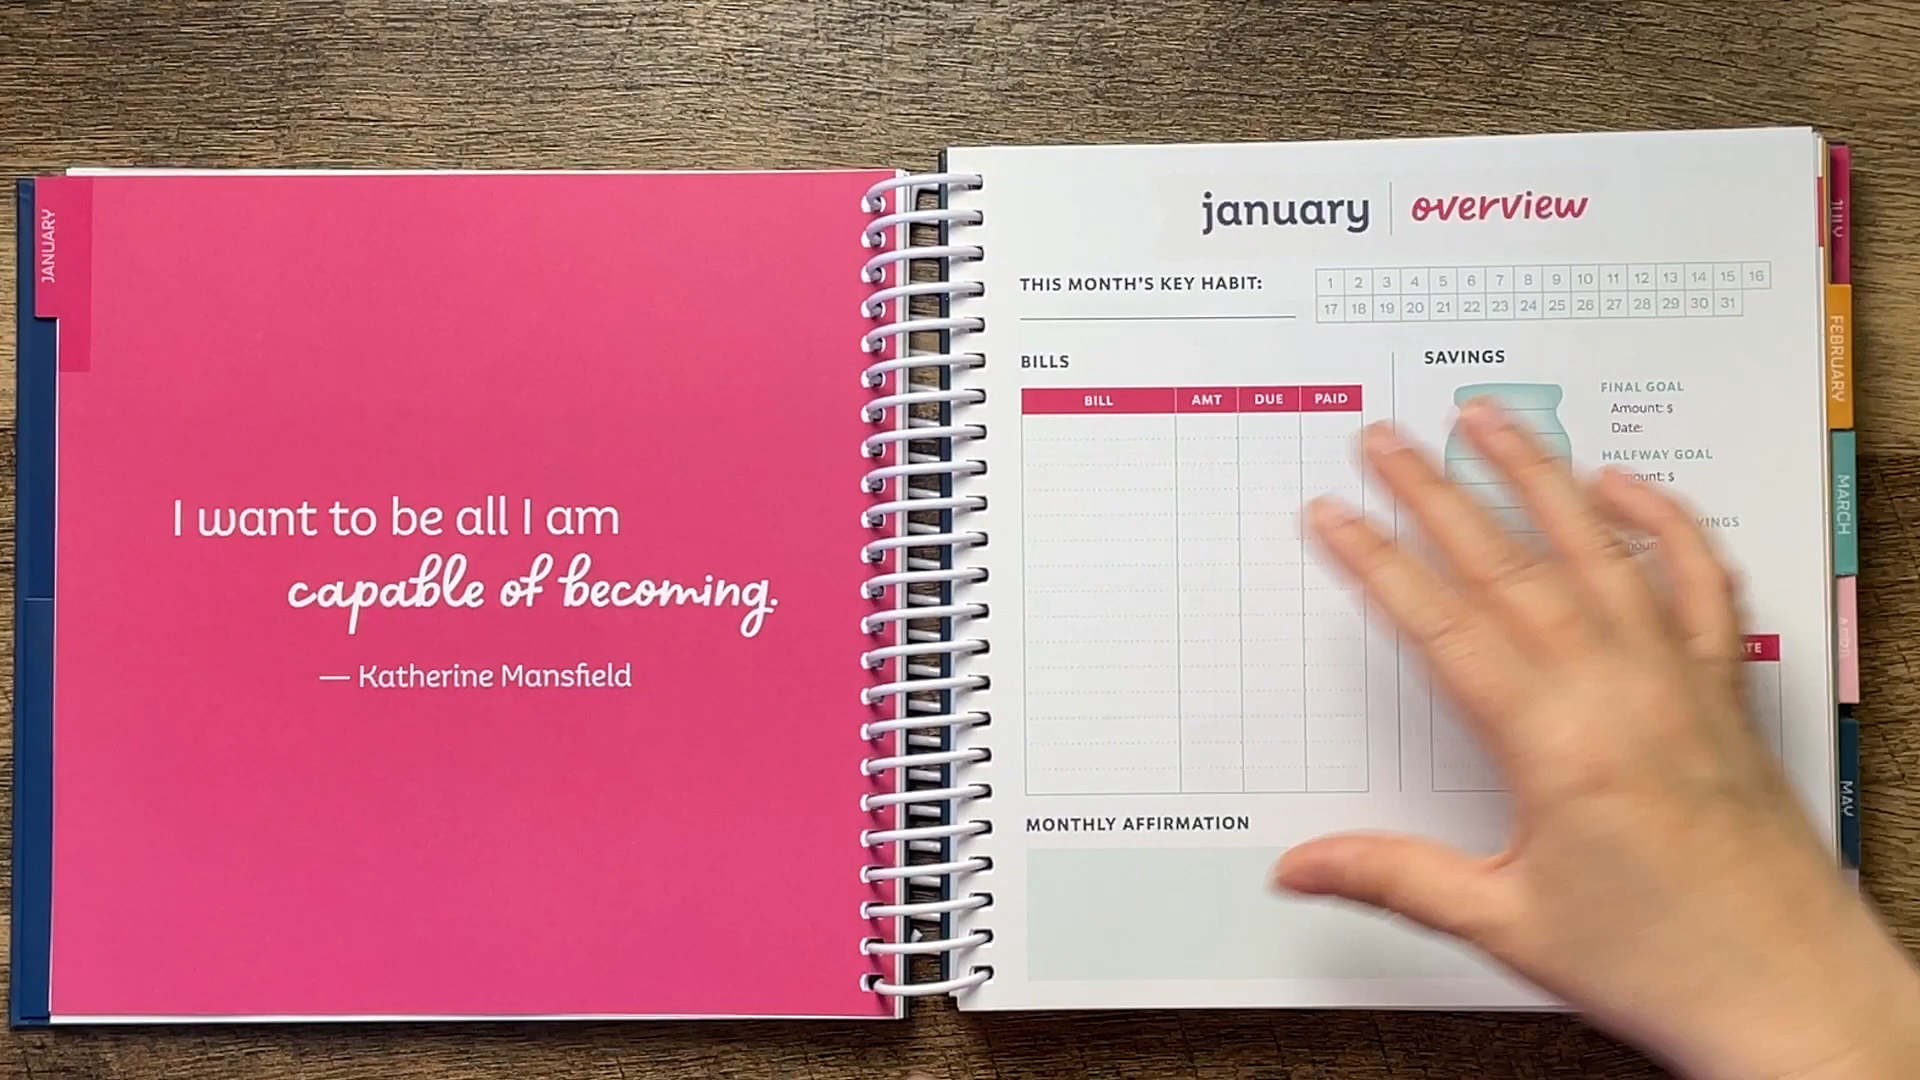 JANUARY
I want to be all I am
capable of becoming.
— Katherine Mansfield
january | overview
THIS MONTH'S KEY HABIT:
1 2 3 4 5 6 7 8 9 10 11 12 13 14 15 16
17 18 19 20 21 22 23 24 25 26 27 28 29 30 31
BILLS
BILL AMT DUE PAID
SAVINGS
FINAL GOAL
Amount: $
Date:
HALFWAY GOAL
MONTHLY AFFIRMATION
JULY
FEBRUARY
MARCH
APRIL
MAY